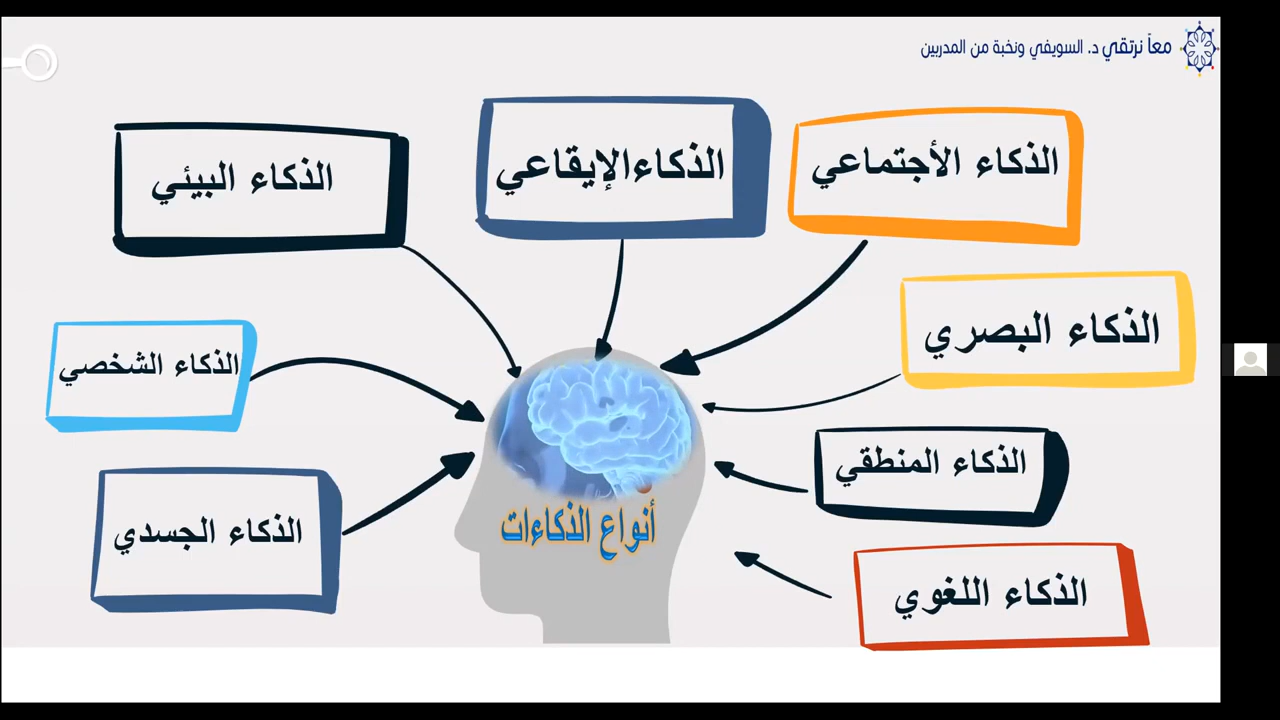 معاً نرتقي د. السويفي ونخبة من المدربين
الذكاء الأجتماعي
الذكاءالإيقاعي
الذكاء البيئي
الذكاء البصري
الذكاء الشخصي
الذكاء المنطقي
الذكاء الجسدي
أنواع الذكاءات
الذكاء اللغوي